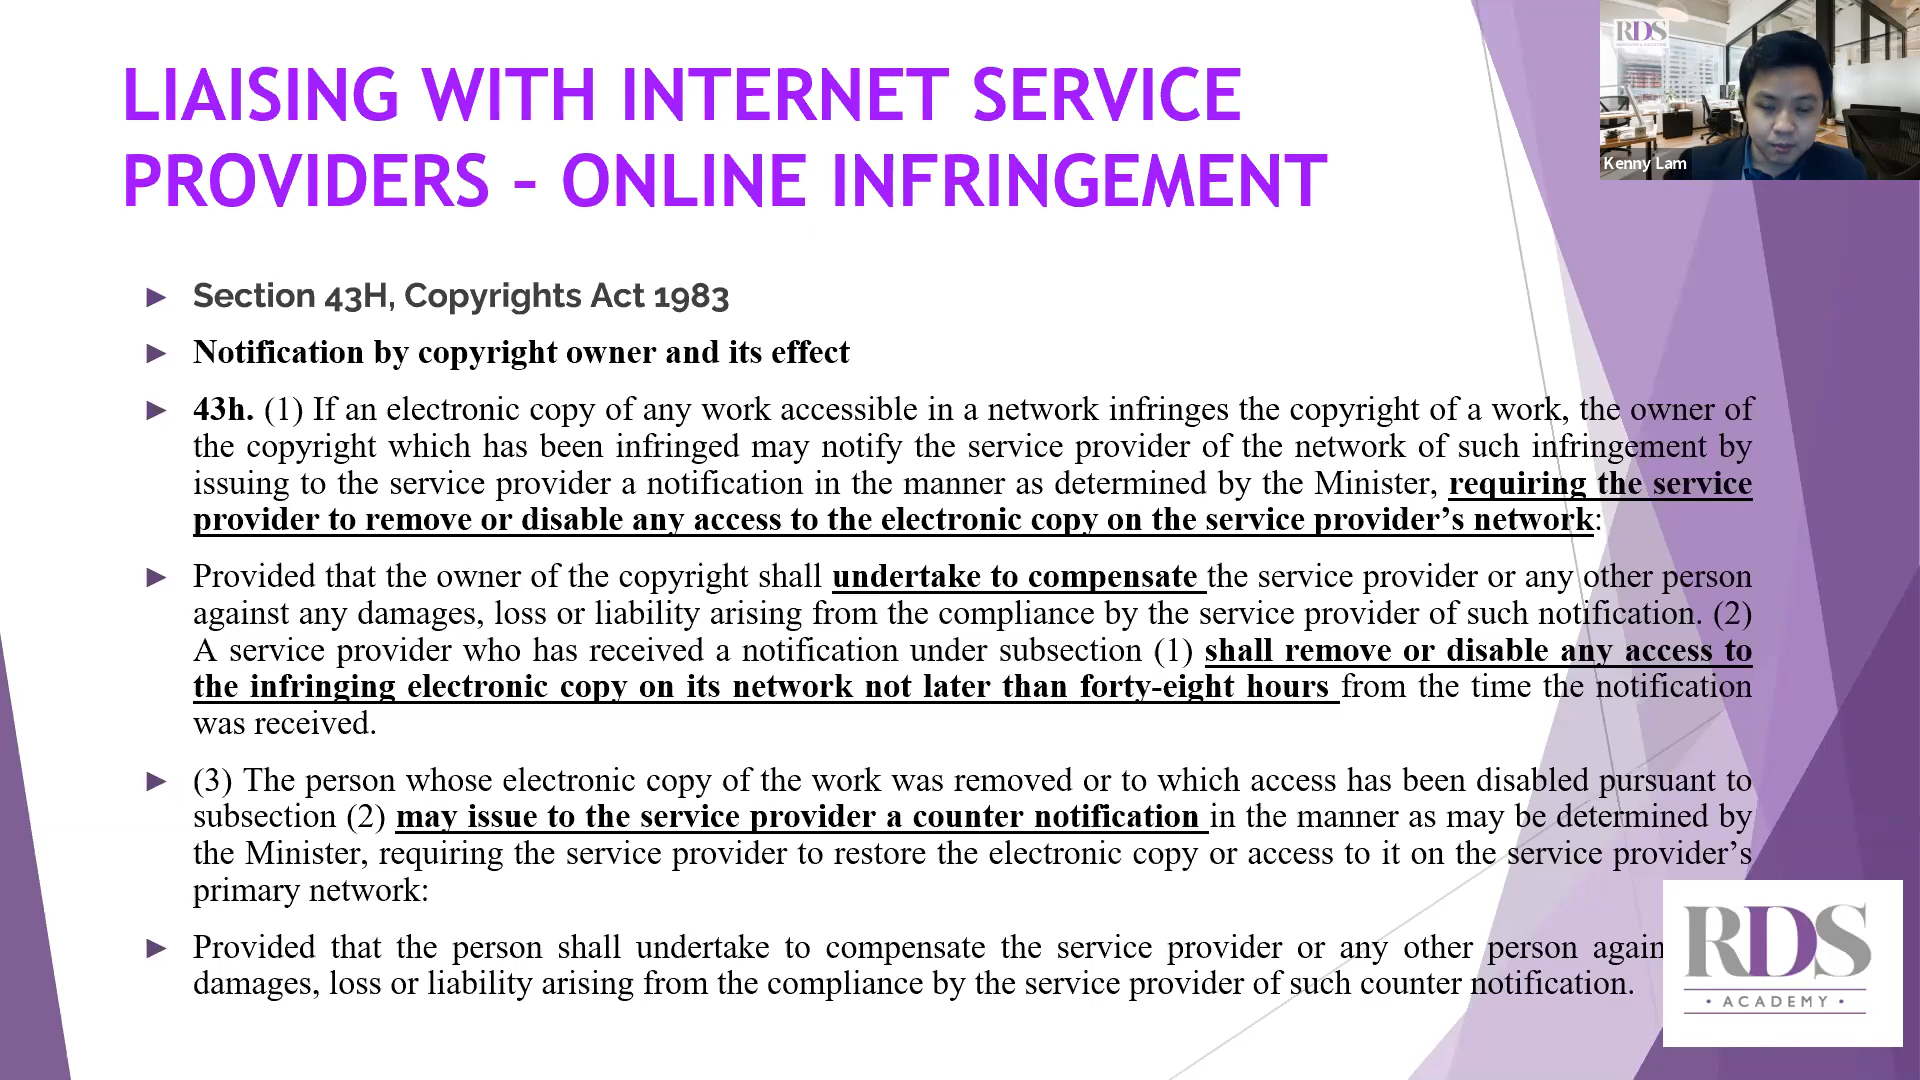 LIAISING WITH INTERNET SERVICE
PROVIDERS – ONLINE INFRINGEMENT
RDS
Kenny Lam
Section 43H, Copyrights Act 1983
Notification by copyright owner and its effect
43h. (1) If an electronic copy of any work accessible in a network infringes the copyright of a work, the owner of
the copyright which has been infringed may notify the service provider of the network of such infringement by
issuing to the service provider a notification in the manner as determined by the Minister, requiring the service
provider to remove or disable any access to the electronic copy on the service provider’s network:
Provided that the owner of the copyright shall undertake to compensate the service provider or any other person
against any damages, loss or liability arising from the compliance by the service provider of such notification. (2)
A service provider who has received a notification under subsection (1) shall remove or disable any access to
the infringing electronic copy on its network not later than forty-eight hours from the time the notification
was received.
(3) The person whose electronic copy of the work was removed or to which access has been disabled pursuant to
subsection (2) may issue to the service provider a counter notification in the manner as may be determined by
the Minister, requiring the service provider to restore the electronic copy or access to it on the service provider’s
primary network:
Provided that the person shall undertake to compensate the service provider or any other person again
damages, loss or liability arising from the compliance by the service provider of such counter notification.
RDS
• ACADEMY •